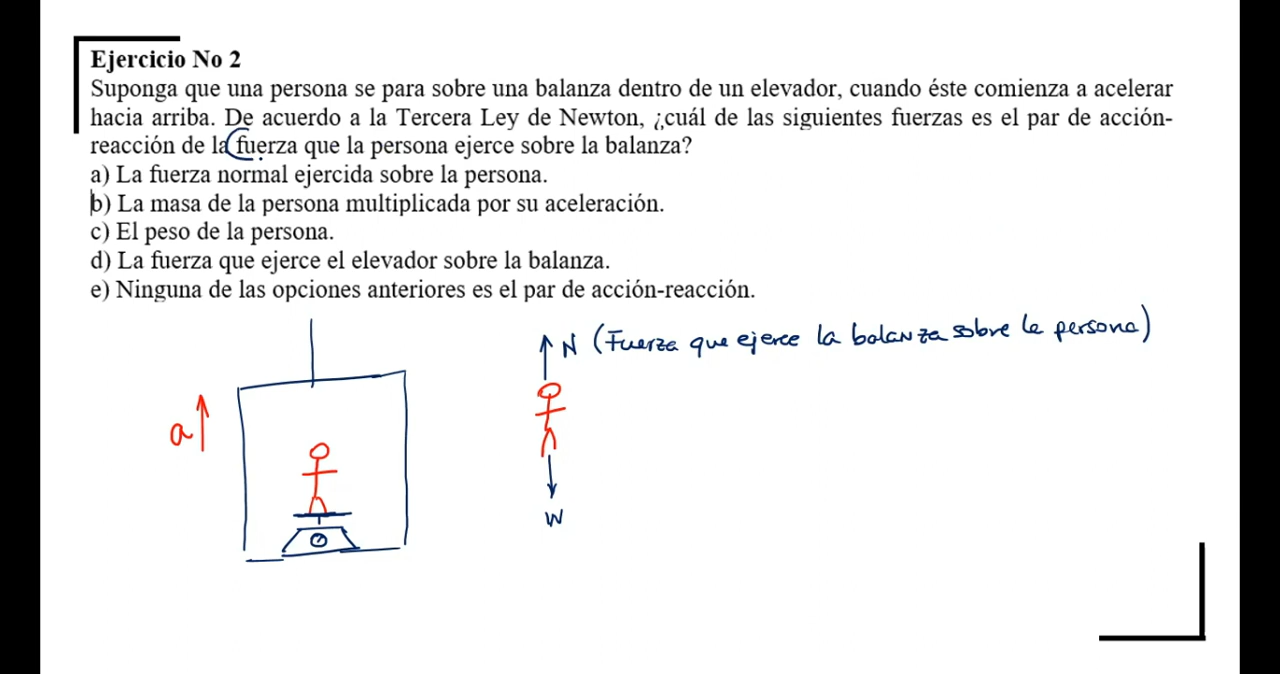 Ejercicio No 2
Suponga que una persona se para sobre una balanza dentro de un elevador, cuando éste comienza a acelerar
hacia arriba. De acuerdo a la Tercera Ley de Newton, ¿cuál de las siguientes fuerzas es el par de acción-
reacción de la fuerza que la persona ejerce sobre la balanza?
a) La fuerza normal ejercida sobre la persona.
b) La masa de la persona multiplicada por su aceleración.
c) El peso de la persona.
d) La fuerza que ejerce el elevador sobre la balanza.
e) Ninguna de las opciones anteriores es el par de acción-reacción.
N (Fuerza que ejerce la balanza sobre la persona)
a
W